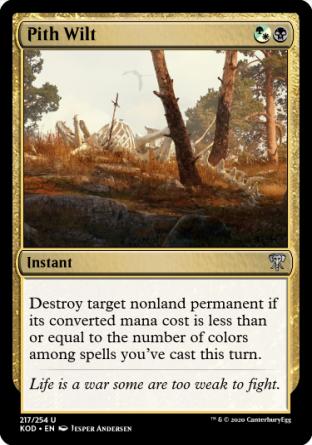 Pith Wilt
Instant
Destroy target nonland permanent if
its converted mana cost is less than
or equal to the number of colors
among spells you've cast this turn.
Life is a war some are too weak to fight.
217/254 U
KOD • EN JESPER ANDERSEN
™ & © 2020 CanterburyEgg